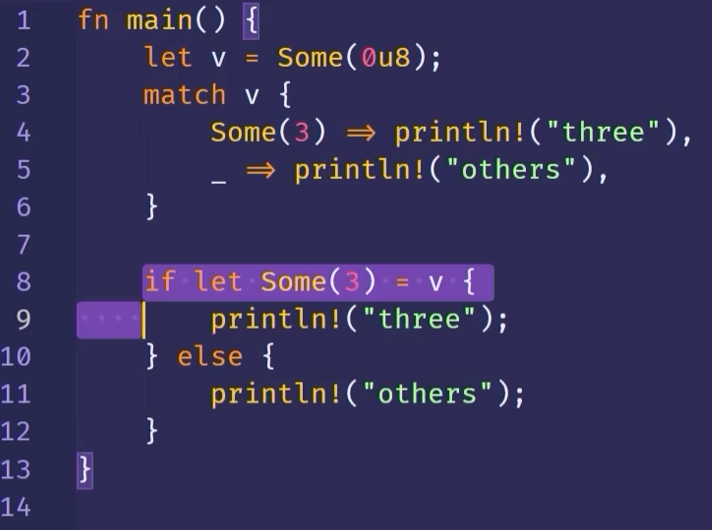 1 fn main() {
2 let v = Some(0u8);
3 match v {
4 Some(3) => println!("three"),
5 _ => println!("others"),
6 }
7
8 if let Some(3) = v {
9 println!("three");
10 } else {
11 println!("others");
12 }
13 }
14